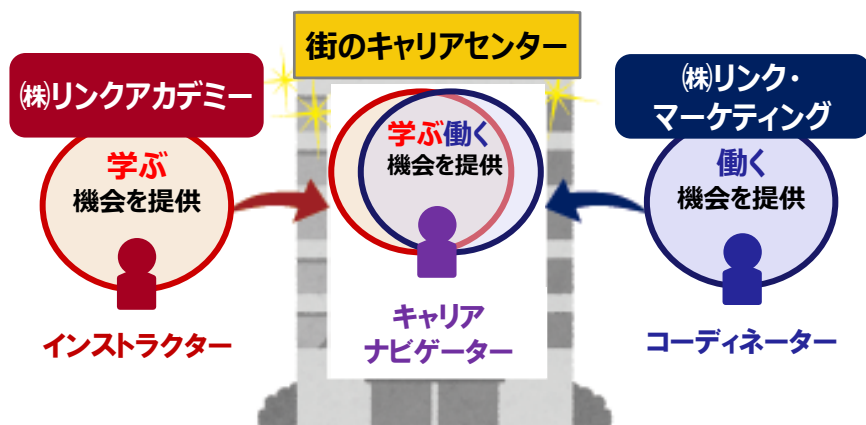 街のキャリアセンター
㈱リンクアカデミー
学ぶ
機会を提供
インストラクター
学ぶ働く
機会を提供
キャリア
ナビゲーター
㈱リンク・
マーケティング
働く
機会を提供
コーディネーター